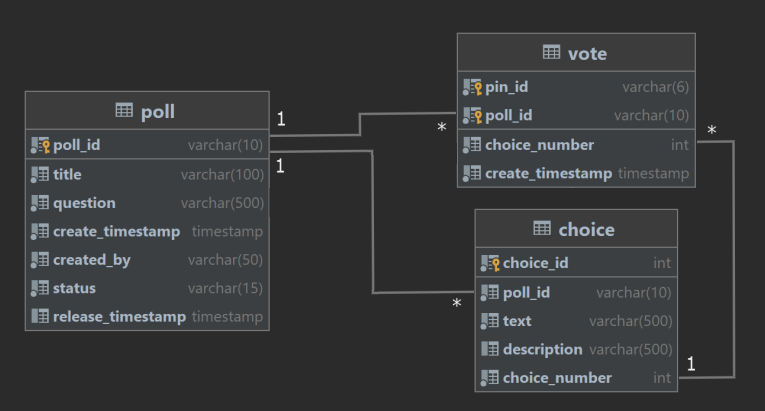 poll
poll_id varchar(10)
title varchar(100)
question varchar(500)
create_timestamp timestamp
created_by varchar(50)
status varchar(15)
release_timestamp timestamp
1
1
*
*
vote
pin_id varchar(6)
poll_id varchar(10)
choice_number int
create_timestamp timestamp
*
choice
choice_id int
poll_id varchar(10)
text varchar(500)
description varchar(500)
choice_number int
1